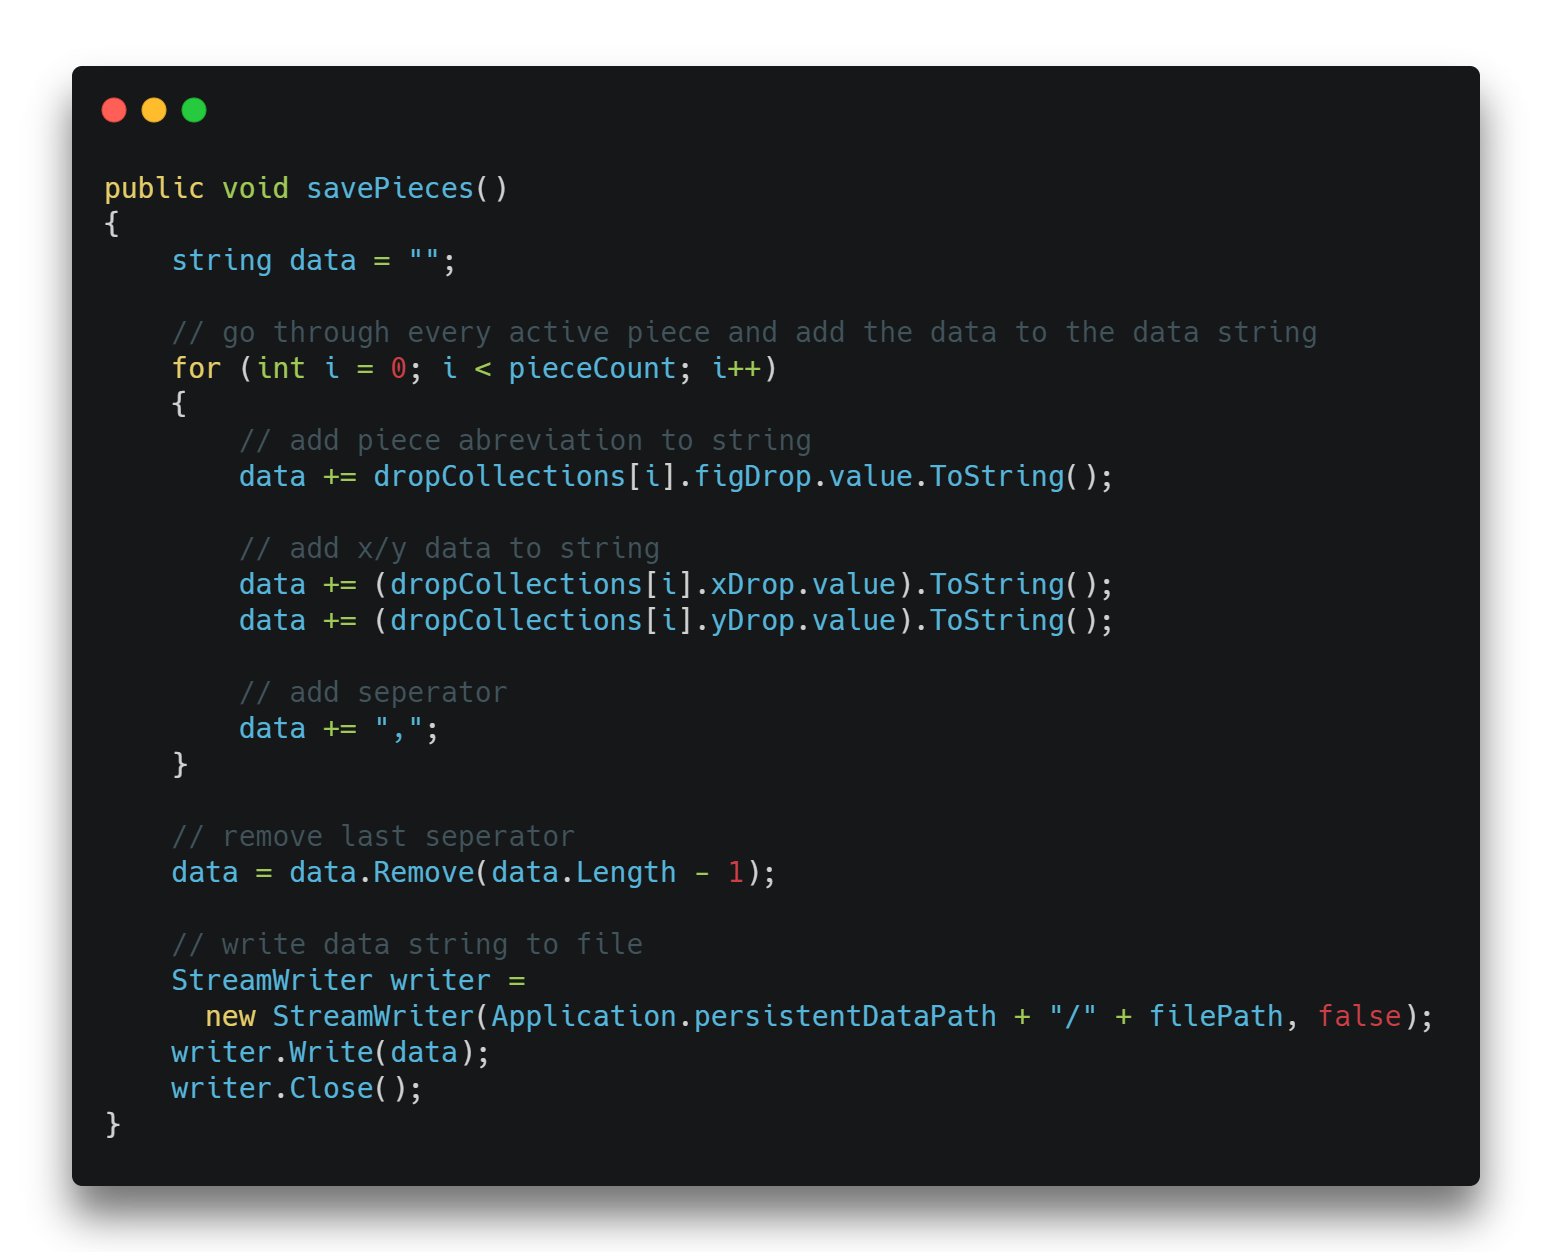 public void savePieces()
{
    string data = "";

    // go through every active piece and add the data to the data string
    for (int i = 0; i < pieceCount; i++)
    {
        // add piece abreviation to string
        data += dropCollections[i].figDrop.value.ToString();

        // add x/y data to string
        data += (dropCollections[i].xDrop.value).ToString();
        data += (dropCollections[i].yDrop.value).ToString();

        // add seperator
        data += ",";
    }

    // remove last seperator
    data = data.Remove(data.Length - 1);

    // write data string to file
    StreamWriter writer =
      new StreamWriter(Application.persistentDataPath + "/" + filePath, false);
    writer.Write(data);
    writer.Close();
}